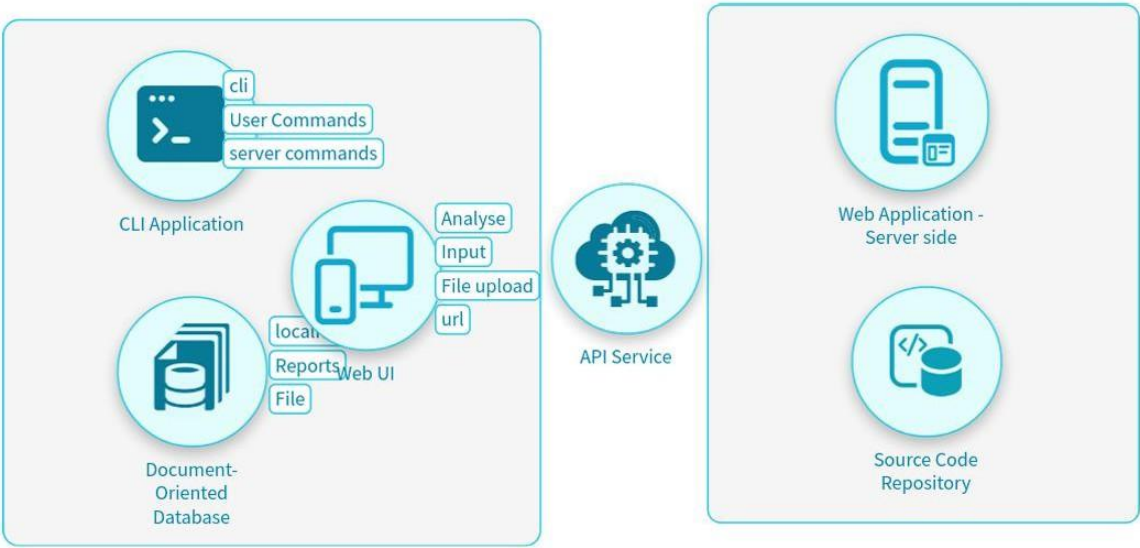 cli
User Commands
server commands
CLI Application
Analyse
Input
File upload
url
Web UI
Reports
File
Document-
Oriented
Database
API Service
Web Application -
Server side
Source Code
Repository